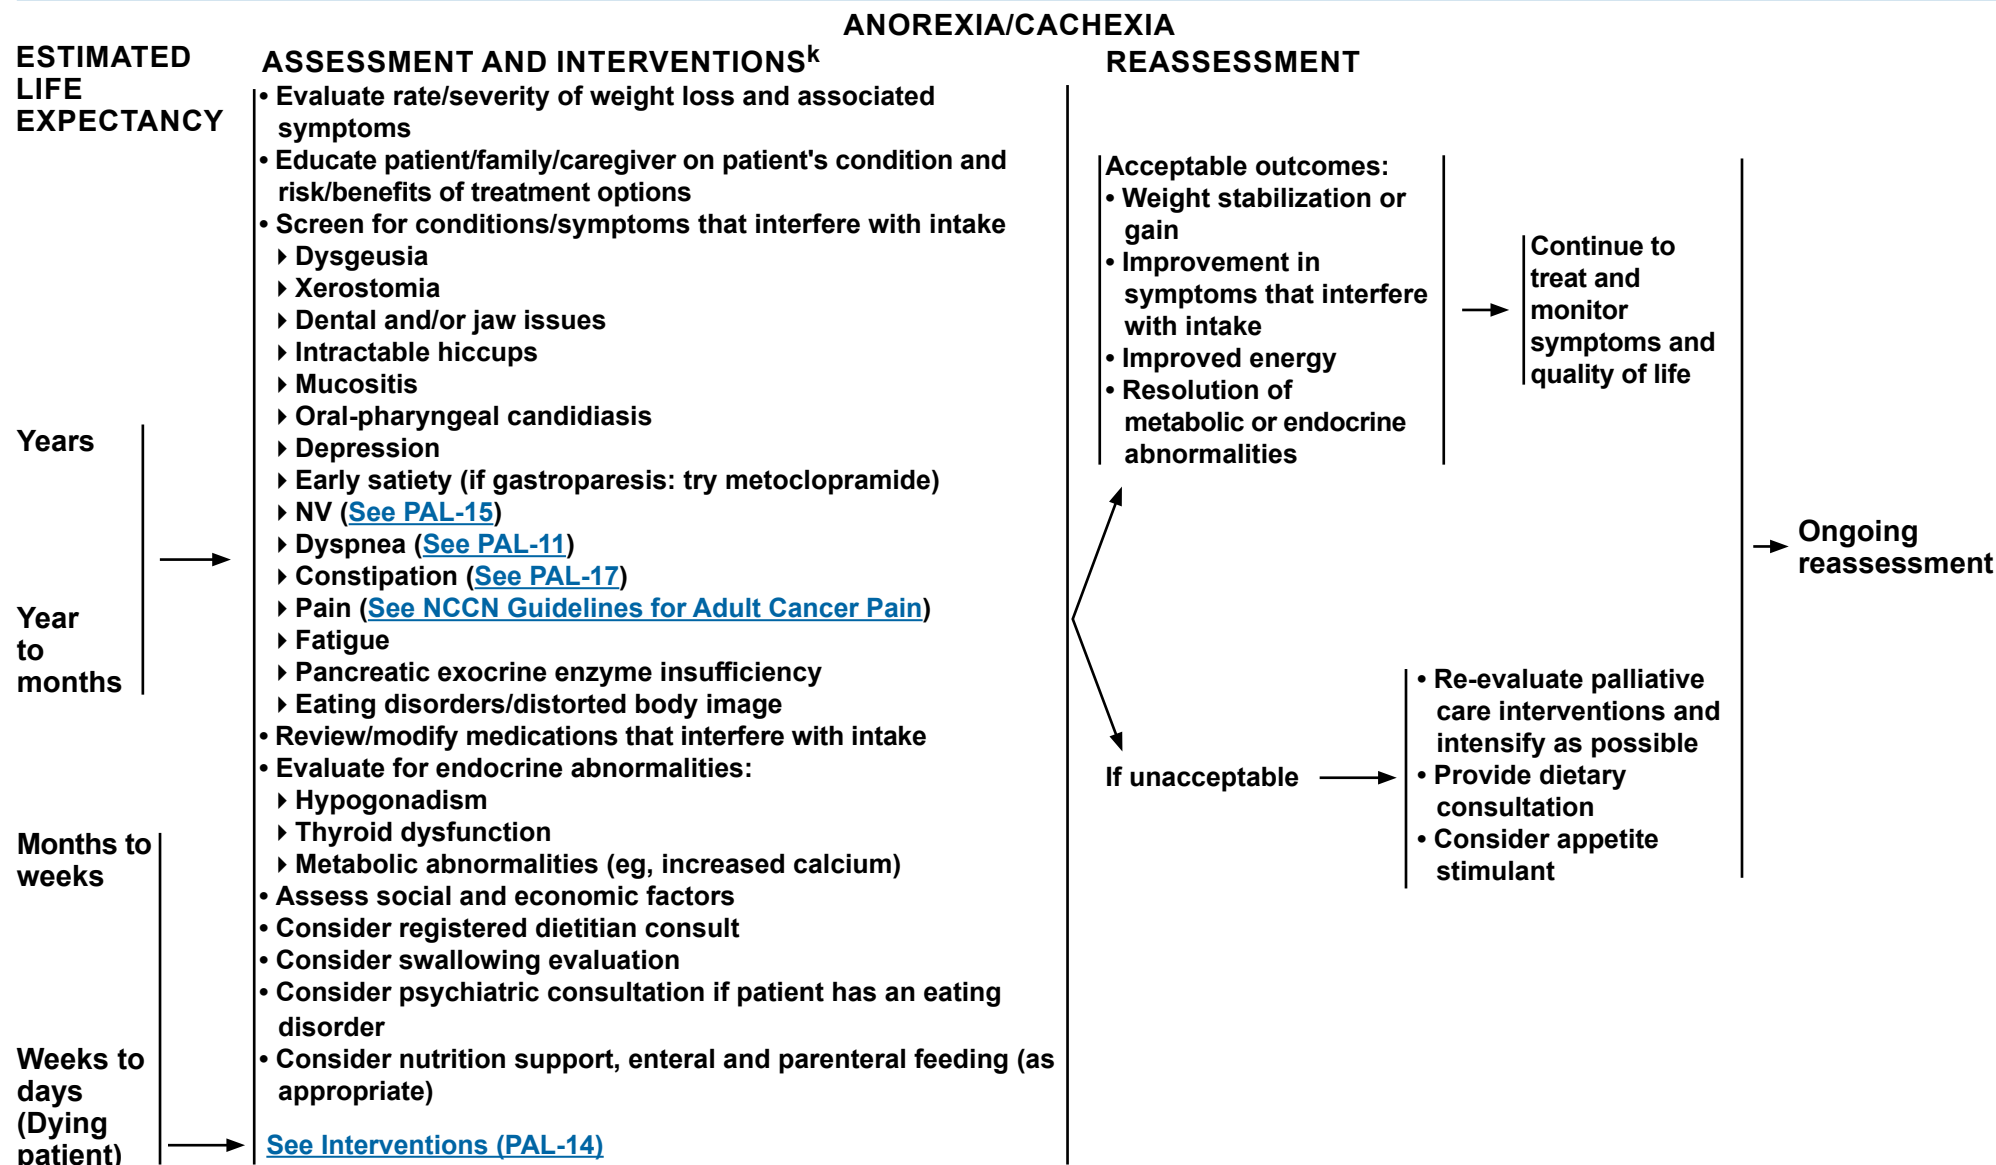 ANOREXIA/CACHEXIA
ESTIMATED
LIFE
EXPECTANCY
Years
Year
to
months
Months to
weeks
Weeks to
days
(Dying
patient)
ASSESSMENT AND INTERVENTIONSᵏ
• Evaluate rate/severity of weight loss and associated
symptoms
• Educate patient/family/caregiver on patient's condition and
risk/benefits of treatment options
• Screen for conditions/symptoms that interfere with intake
▸ Dysgeusia
▸ Xerostomia
▸ Dental and/or jaw issues
▸ Intractable hiccups
▸ Mucositis
▸ Oral-pharyngeal candidiasis
▸ Depression
▸ Early satiety (if gastroparesis: try metoclopramide)
▸ NV (See PAL-15)
▸ Dyspnea (See PAL-11)
▸ Constipation (See PAL-17)
▸ Pain (See NCCN Guidelines for Adult Cancer Pain)
▸ Fatigue
▸ Pancreatic exocrine enzyme insufficiency
▸ Eating disorders/distorted body image
• Review/modify medications that interfere with intake
• Evaluate for endocrine abnormalities:
▸ Hypogonadism
▸ Thyroid dysfunction
▸ Metabolic abnormalities (eg, increased calcium)
• Assess social and economic factors
• Consider registered dietitian consult
• Consider swallowing evaluation
• Consider psychiatric consultation if patient has an eating
disorder
• Consider nutrition support, enteral and parenteral feeding (as
appropriate)
See Interventions (PAL-14)
REASSESSMENT
Acceptable outcomes:
• Weight stabilization or
gain
• Improvement in
symptoms that interfere
with intake
• Improved energy
• Resolution of
metabolic or endocrine
abnormalities
Continue to
treat and
monitor
symptoms and
quality of life
If unacceptable
• Re-evaluate palliative
care interventions and
intensify as possible
• Provide dietary
consultation
• Consider appetite
stimulant
Ongoing
reassessment